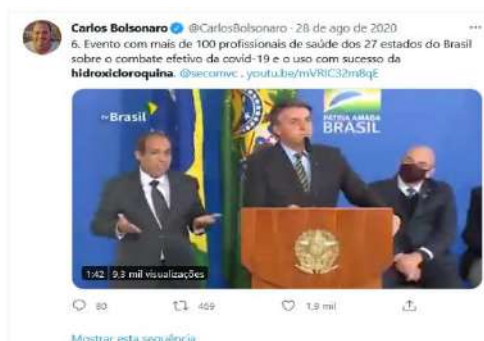 Carlos Bolsonaro @CarlosBolsonaro · 28 de ago de 2020
6. Evento com mais de 100 profissionais de saúde dos 27 estados do Brasil
sobre o combate efetivo da covid-19 e o uso com sucesso da
hidroxicloroquina. @secomvc . youtu.be/mVRIC32m8qE
Brasil
PÁTRIA AMADA
BRASIL
1:42 9,3 mil visualizações
80 469 1,9 mil
Mostrar esta sequência